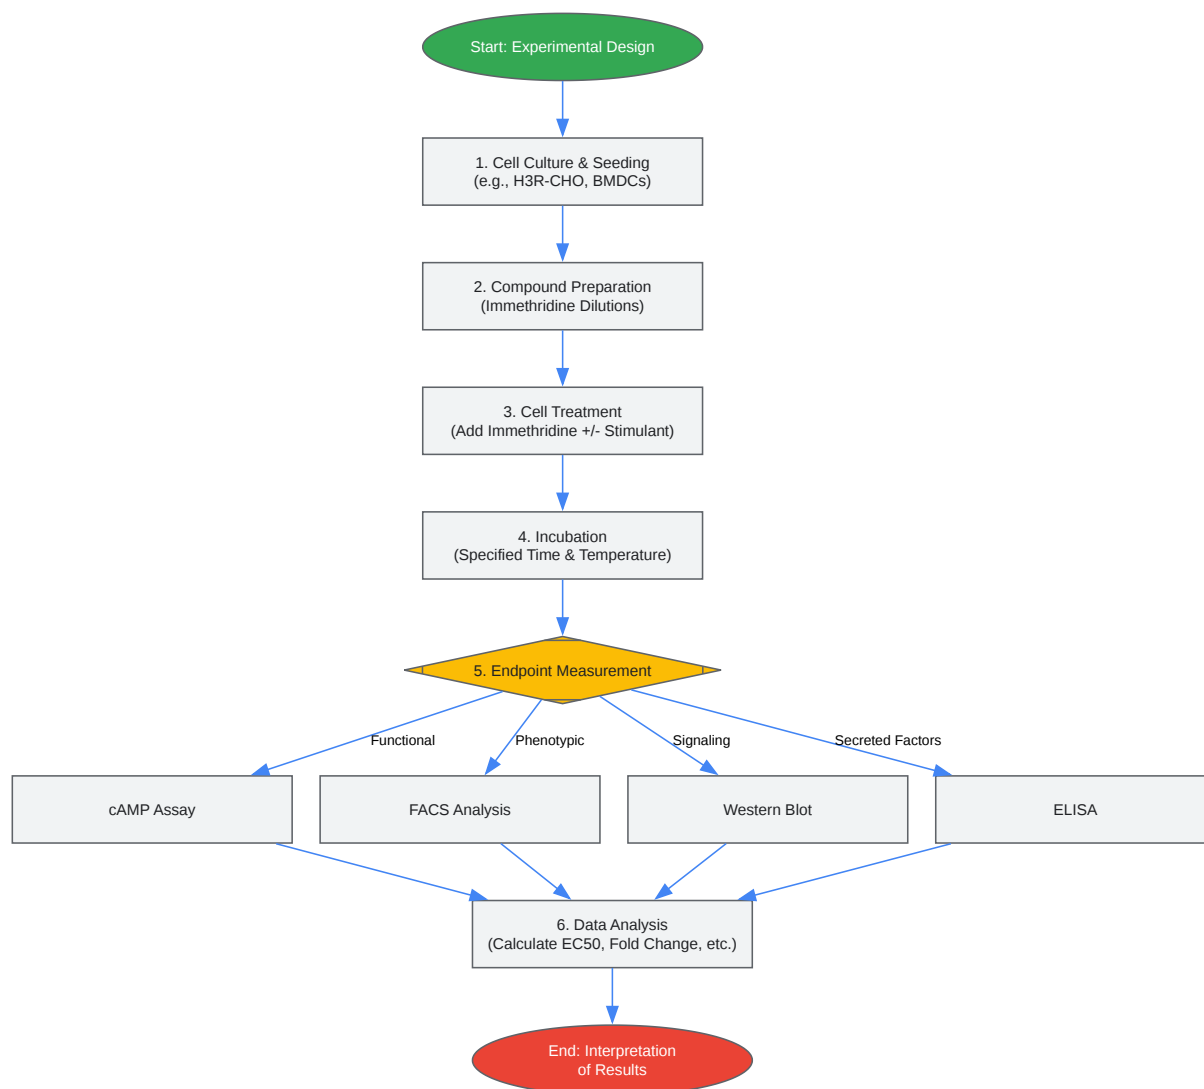 Start: Experimental Design
1. Cell Culture & Seeding
(e.g., H3R-CHO, BMDCs)
2. Compound Preparation
(Immethridine Dilutions)
3. Cell Treatment
(Add Immethridine +/- Stimulant)
4. Incubation
(Specified Time & Temperature)
5. Endpoint Measurement
Functional
Phenotypic
Signaling
Secreted Factors
cAMP Assay
FACS Analysis
Western Blot
ELISA
6. Data Analysis
(Calculate EC50, Fold Change, etc.)
End: Interpretation
of Results